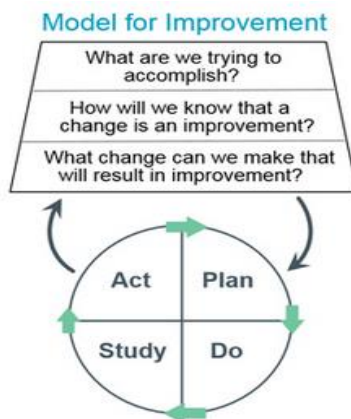 Model for Improvement
What are we trying to
accomplish?
How will we know that a
change is an improvement?
What change can we make that
will result in improvement?
Act
Plan
Study
Do